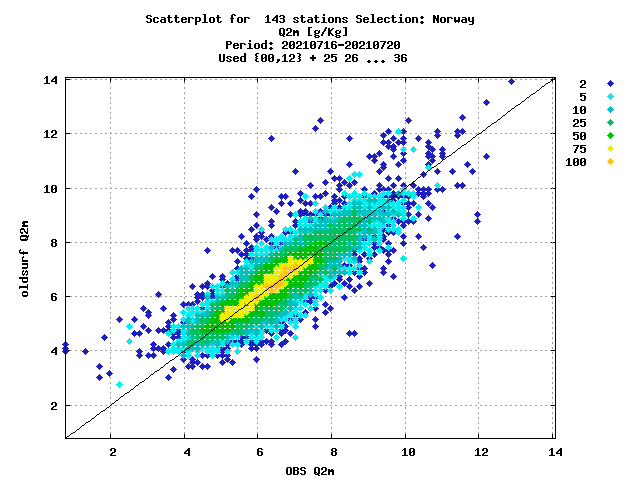 Scatterplot for  143 stations Selection: Norway
Q2m [g/Kg]
Period: 20210716-20210720
Used {00,12} + 25 26 ... 36
14
12
10
8
6
4
2
oldsurf Q2m
2
5
10
25
50
75
100
2 4 6 8 10 12 14
OBS Q2m